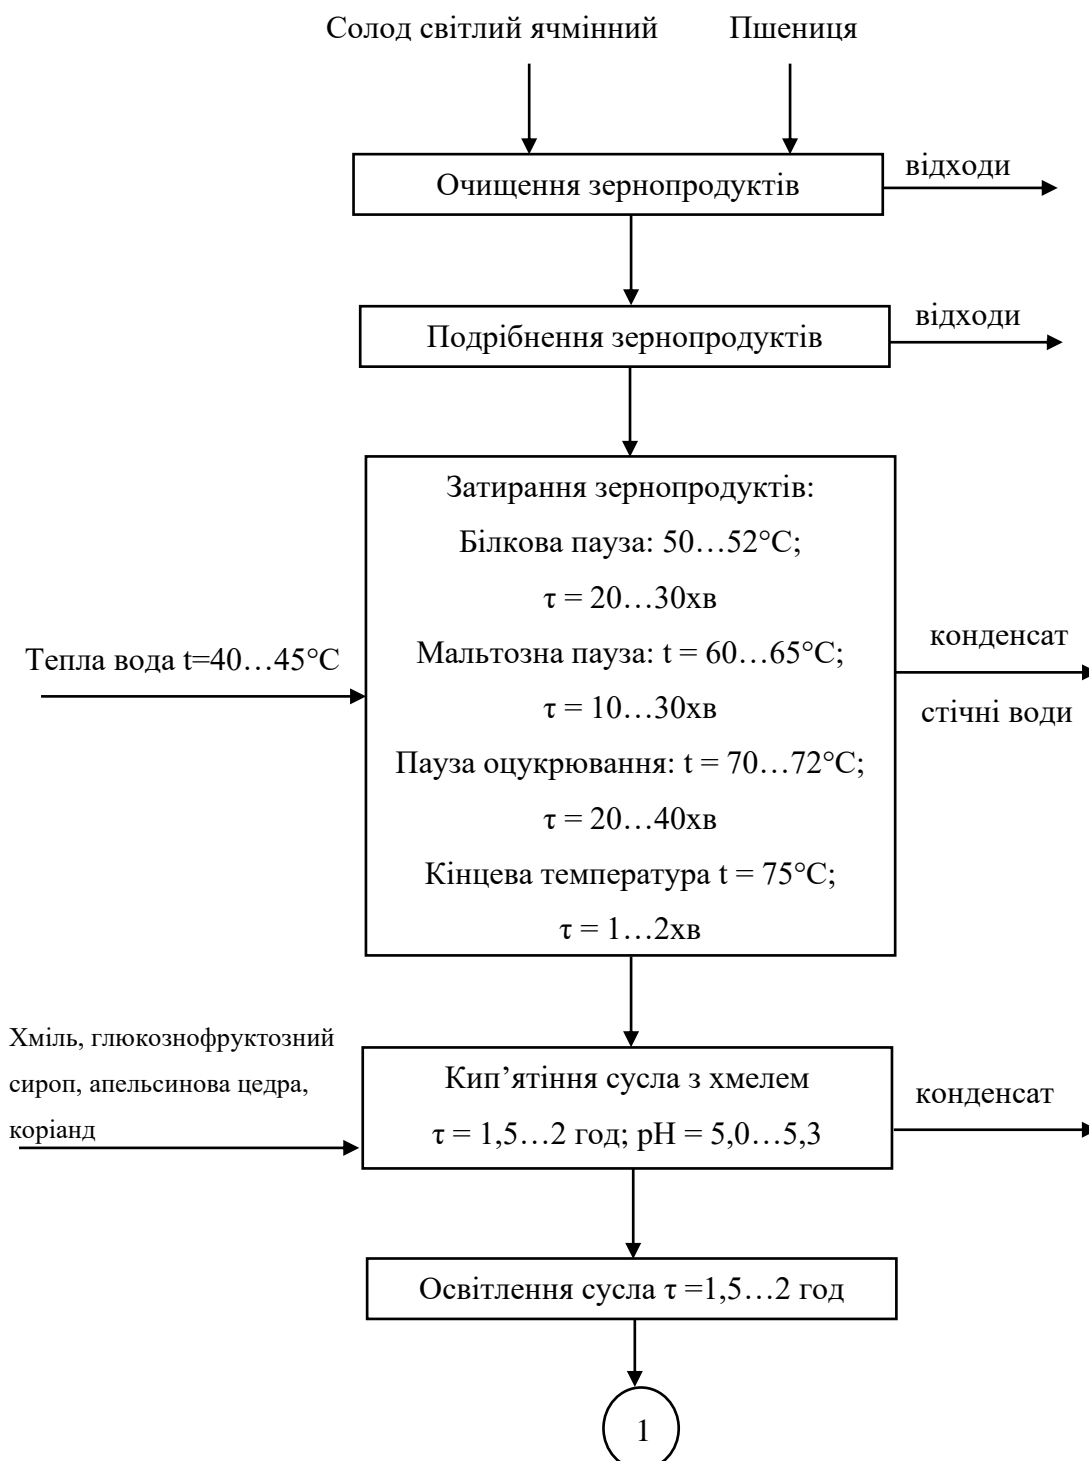 Солод світлий ячмінний
Пшениця
Очищення зернопродуктів
відходи
Подрібнення зернопродуктів
відходи
Затирання зернопродуктів:
Білкова пауза: 50…52°С;
τ = 20…30хв
Мальтозна пауза: t = 60…65°С;
τ = 10…30хв
Пауза оцукрювання: t = 70…72°С;
τ = 20…40хв
Кінцева температура t = 75°С;
τ = 1…2хв
Тепла вода t=40…45°С
конденсат
стічні води
Хміль, глюкознофруктозний
сироп, апельсинова цедра,
коріанд
Кип’ятіння сусла з хмелем
τ = 1,5…2 год; рН = 5,0…5,3
конденсат
Освітлення сусла τ =1,5…2 год
1